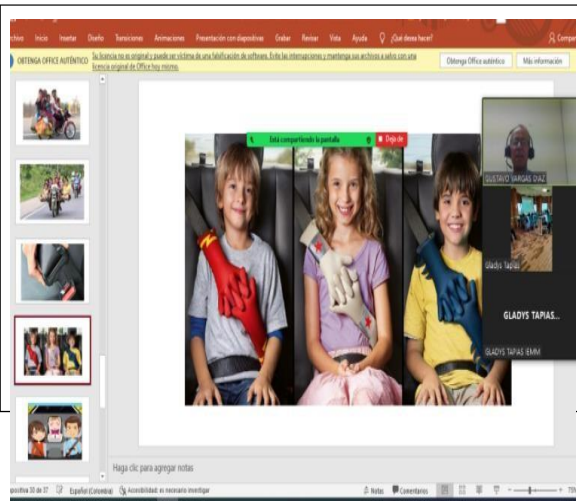 Inicio Insertar Diseño Transiciones Animaciones Presentación con diapositivas Grabar Revisar Vista Ayuda ¿Qué desea hacer?
OBTENGA OFFICE AUTÉNTICO Su licencia no es original y puede ser víctima de una falsificación de software. Evite las interrupciones y mantenga sus archivos a salvo con una
licencia original de Office hoy mismo.
Obtenga Office auténtico Más información
Está compartiendo la pantalla
Deja de
GUSTAVO VARGAS DIAZ
Gladys Tapias
GLADYS TAPIAS...
GLADYS TAPIAS IEMM
Haga clic para agregar notas
30 de 37 Español (Colombia) Accesibilidad: es necesario investigar Notas Comentarios